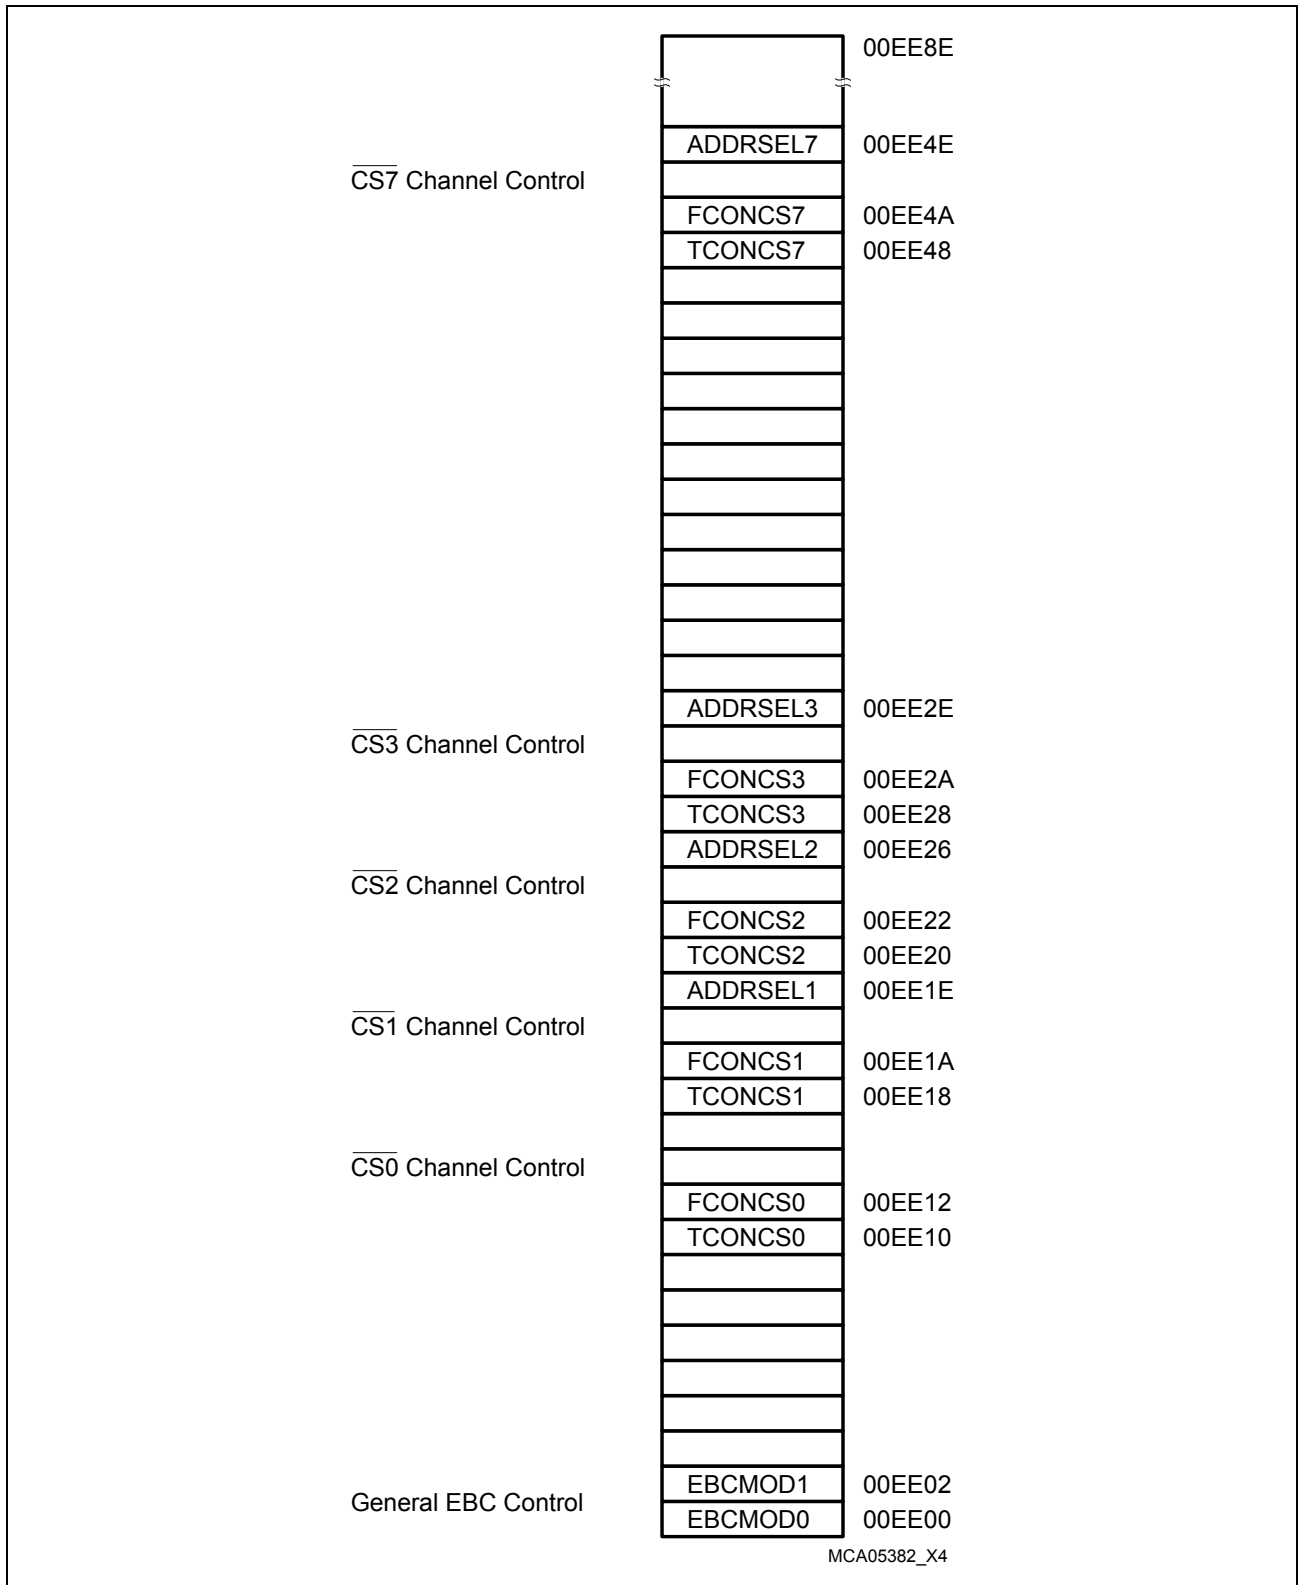 00EE8E
ADDRSEL7 00EE4E
CS7 Channel Control
FCONCS7 00EE4A
TCONCS7 00EE48
ADDRSEL3 00EE2E
CS3 Channel Control
FCONCS3 00EE2A
TCONCS3 00EE28
ADDRSEL2 00EE26
CS2 Channel Control
FCONCS2 00EE22
TCONCS2 00EE20
ADDRSEL1 00EE1E
CS1 Channel Control
FCONCS1 00EE1A
TCONCS1 00EE18
CS0 Channel Control
FCONCS0 00EE12
TCONCS0 00EE10
EBCMOD1 00EE02
General EBC Control
EBCMOD0 00EE00
MCA05382_X4